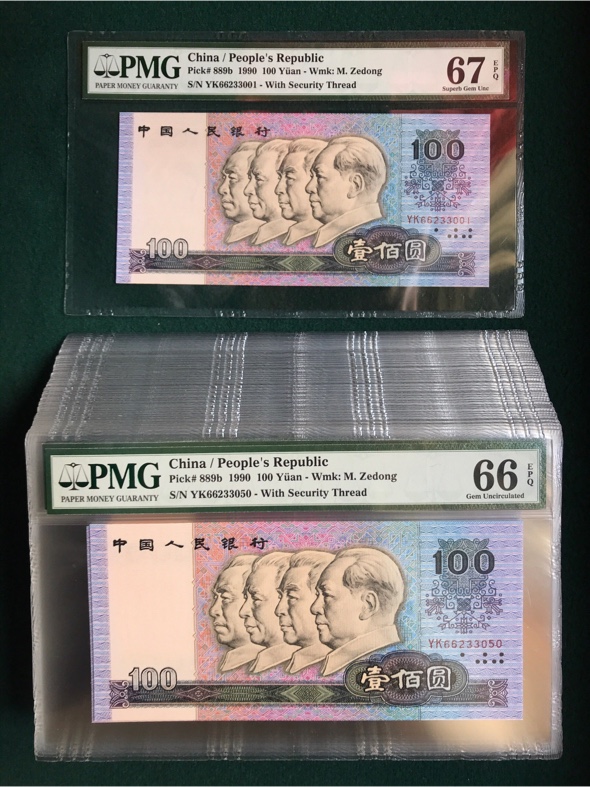 PMG
PAPER MONEY GUARANTY
China / People's Republic
Pick# 889b 1990 100 Yüan - Wmk: M. Zedong
S/N YK66233001 - With Security Thread
67 EPQ
Superb Gem Unc
中国人民银行
100
YK66233001
100
壹佰圆
PMG
PAPER MONEY GUARANTY
China / People's Republic
Pick# 889b 1990 100 Yüan - Wmk: M. Zedong
S/N YK66233050 - With Security Thread
66 EPQ
Gem Uncirculated
中国人民银行
100
YK66233050
100
壹佰圆